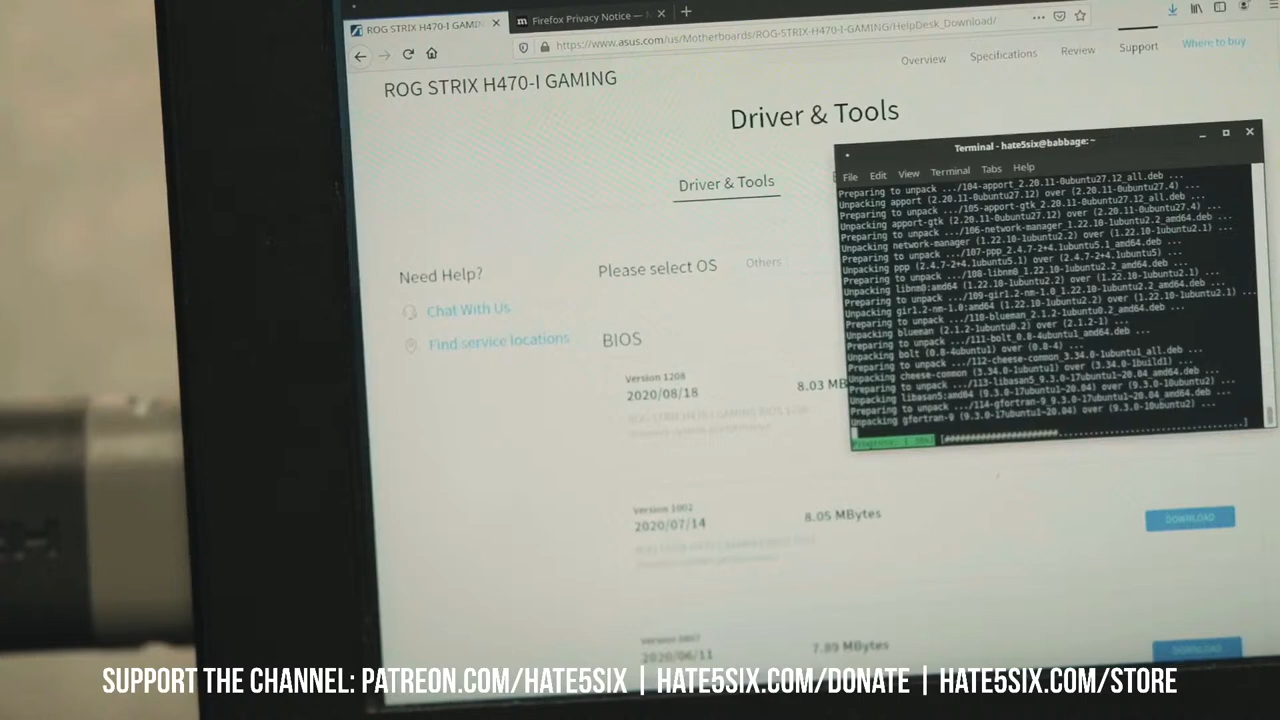 ROG STRIX H470-I GAMIN
Firefox Privacy Notice —
https://www.asus.com/us/Motherboards/ROG-STRIX-H470-I-GAMING/HelpDesk_Download/
ROG STRIX H470-I GAMING
Overview
Specifications
Review
Support
Where to buy
Driver & Tools
Driver & Tools
Need Help?
Chat With Us
Find service locations
Please select OS
Others
BIOS
Version 1208
2020/08/18
8.03 MB
Version 1002
2020/07/14
8.05 MBytes
DOWNLOAD
2020/06/11
7.89 MBytes
DOWNLOAD
Terminal - hate5six@babbage:~
File Edit View Terminal Tabs Help
Preparing to unpack .../104-apport_2.20.11-0ubuntu27.12_all.deb ...
Unpacking apport (2.20.11-0ubuntu27.12) over (2.20.11-0ubuntu27.4) ...
Preparing to unpack .../105-apport-gtk_2.20.11-0ubuntu27.12_all.deb ...
Unpacking apport-gtk (2.20.11-0ubuntu27.12) over (2.20.11-0ubuntu27.4) ...
Preparing to unpack .../106-network-manager_1.22.10-1ubuntu2.2_amd64.deb ...
Unpacking network-manager (1.22.10-1ubuntu2.2) over (1.22.10-1ubuntu2.1) ...
Preparing to unpack .../107-ppp_2.4.7-2+4.1ubuntu5.1_amd64.deb ...
Unpacking ppp (2.4.7-2+4.1ubuntu5.1) over (2.4.7-2+4.1ubuntu5) ...
Preparing to unpack .../108-libnm0_1.22.10-1ubuntu2.2_amd64.deb ...
Unpacking libnm0:amd64 (1.22.10-1ubuntu2.2) over (1.22.10-1ubuntu2.1) ...
Preparing to unpack .../109-gir1.2-nm-1.0_1.22.10-1ubuntu2.2_amd64.deb ...
Unpacking gir1.2-nm-1.0:amd64 (1.22.10-1ubuntu2.2) over (1.22.10-1ubuntu2.1) ...
Preparing to unpack .../110-blueman_2.1.2-1ubuntu0.2_amd64.deb ...
Unpacking blueman (2.1.2-1ubuntu0.2) over (2.1.2-1) ...
Preparing to unpack .../111-bolt_0.8-4ubuntu1_amd64.deb ...
Unpacking bolt (0.8-4ubuntu1) over (0.8-4) ...
Preparing to unpack .../112-cheese-common_3.34.0-1ubuntu1_all.deb ...
Unpacking cheese-common (3.34.0-1ubuntu1) over (3.34.0-1build1) ...
Preparing to unpack .../113-libasan5_9.3.0-17ubuntu1~20.04_amd64.deb ...
Unpacking libasan5:amd64 (9.3.0-17ubuntu1~20.04) over (9.3.0-10ubuntu2) ...
Preparing to unpack .../114-gfortran-9_9.3.0-17ubuntu1~20.04_amd64.deb ...
Unpacking gfortran-9 (9.3.0-17ubuntu1~20.04) over (9.3.0-10ubuntu2) ...
SUPPORT THE CHANNEL: PATREON.COM/HATE5SIX | HATE5SIX.COM/DONATE | HATE5SIX.COM/STORE